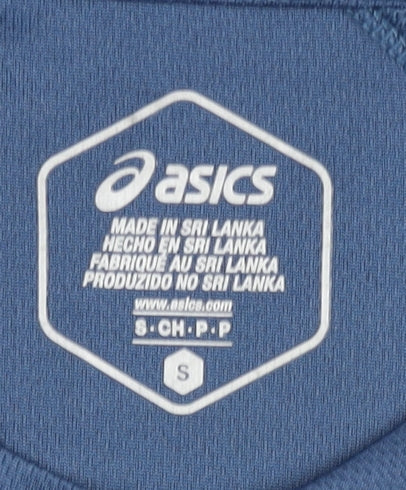 asics
MADE IN SRI LANKA
HECHO EN SRI LANKA
FABRIQUÉ AU SRI LANKA
PRODUZIDO NO SRI LANKA
www.asics.com
S·CH·P·P
S